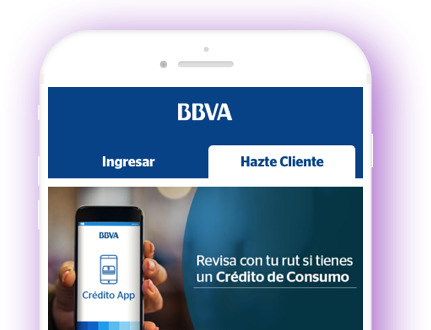 BBVA
Ingresar
Hazte Cliente
BBVA
Crédito App
Revisa con tu rut si tienes
un Crédito de Consumo